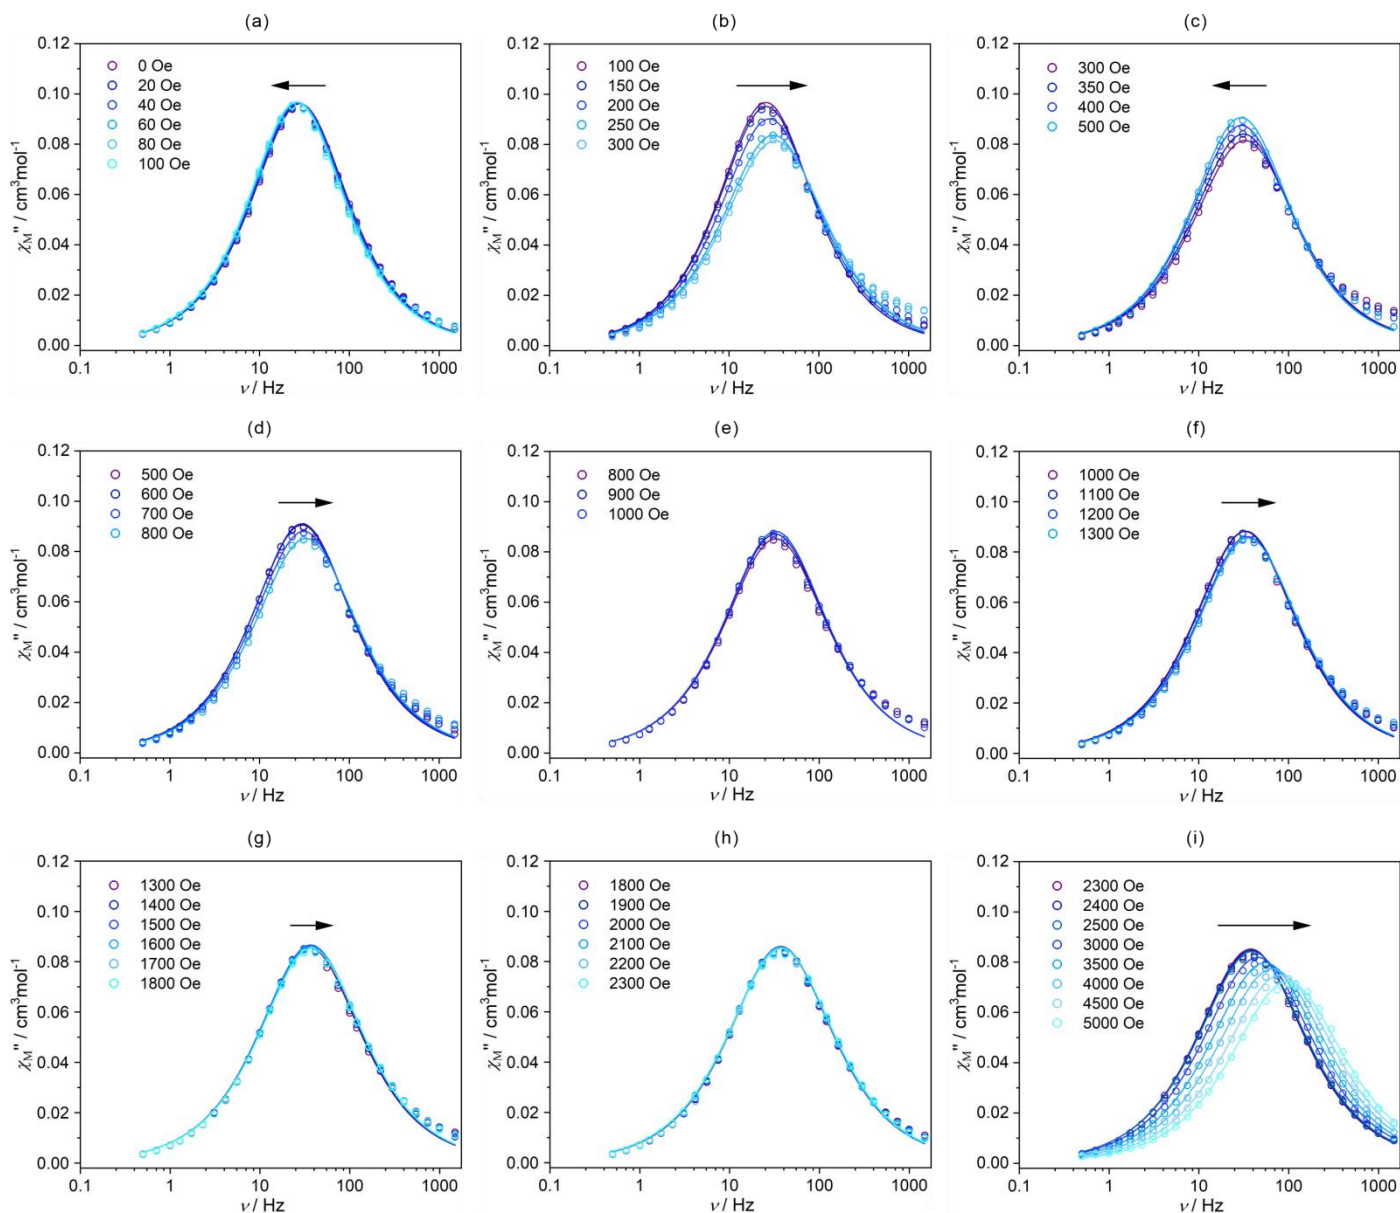 (a)
0.12
0.10
0.08
0.06
0.04
0.02
0.00
χM'' / cm³mol⁻¹
0 Oe
20 Oe
40 Oe
60 Oe
80 Oe
100 Oe
0.1 1 10 100 1000
ν / Hz
(b)
0.12
0.10
0.08
0.06
0.04
0.02
0.00
χM'' / cm³mol⁻¹
100 Oe
150 Oe
200 Oe
250 Oe
300 Oe
0.1 1 10 100 1000
ν / Hz
(c)
0.12
0.10
0.08
0.06
0.04
0.02
0.00
χM'' / cm³mol⁻¹
300 Oe
350 Oe
400 Oe
500 Oe
0.1 1 10 100 1000
ν / Hz
(d)
0.12
0.10
0.08
0.06
0.04
0.02
0.00
χM'' / cm³mol⁻¹
500 Oe
600 Oe
700 Oe
800 Oe
0.1 1 10 100 1000
ν / Hz
(e)
0.12
0.10
0.08
0.06
0.04
0.02
0.00
χM'' / cm³mol⁻¹
800 Oe
900 Oe
1000 Oe
0.1 1 10 100 1000
ν / Hz
(f)
0.12
0.10
0.08
0.06
0.04
0.02
0.00
χM'' / cm³mol⁻¹
1000 Oe
1100 Oe
1200 Oe
1300 Oe
0.1 1 10 100 1000
ν / Hz
(g)
0.12
0.10
0.08
0.06
0.04
0.02
0.00
χM'' / cm³mol⁻¹
1300 Oe
1400 Oe
1500 Oe
1600 Oe
1700 Oe
1800 Oe
0.1 1 10 100 1000
ν / Hz
(h)
0.12
0.10
0.08
0.06
0.04
0.02
0.00
χM'' / cm³mol⁻¹
1800 Oe
1900 Oe
2000 Oe
2100 Oe
2200 Oe
2300 Oe
0.1 1 10 100 1000
ν / Hz
(i)
0.12
0.10
0.08
0.06
0.04
0.02
0.00
χM'' / cm³mol⁻¹
2300 Oe
2400 Oe
2500 Oe
3000 Oe
3500 Oe
4000 Oe
4500 Oe
5000 Oe
0.1 1 10 100 1000
ν / Hz